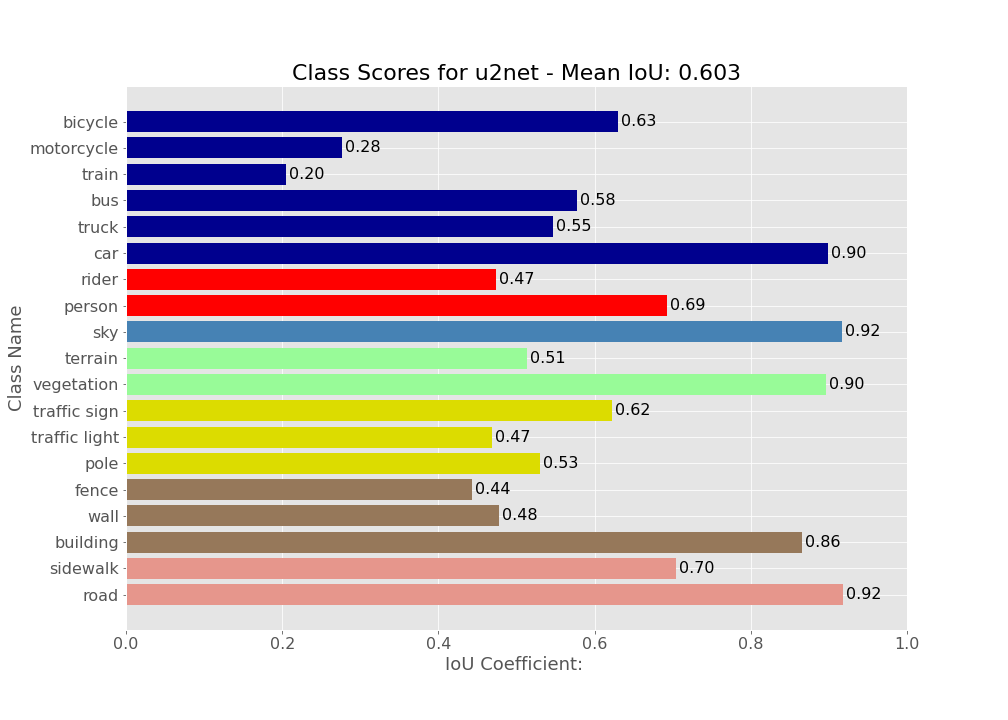 Class Scores for u2net - Mean IoU: 0.603
bicycle 0.63
motorcycle 0.28
train 0.20
bus 0.58
truck 0.55
car 0.90
rider 0.47
person 0.69
sky 0.92
terrain 0.51
vegetation 0.90
traffic sign 0.62
traffic light 0.47
pole 0.53
fence 0.44
wall 0.48
building 0.86
sidewalk 0.70
road 0.92
Class Name
0.0 0.2 0.4 0.6 0.8 1.0
IoU Coefficient: